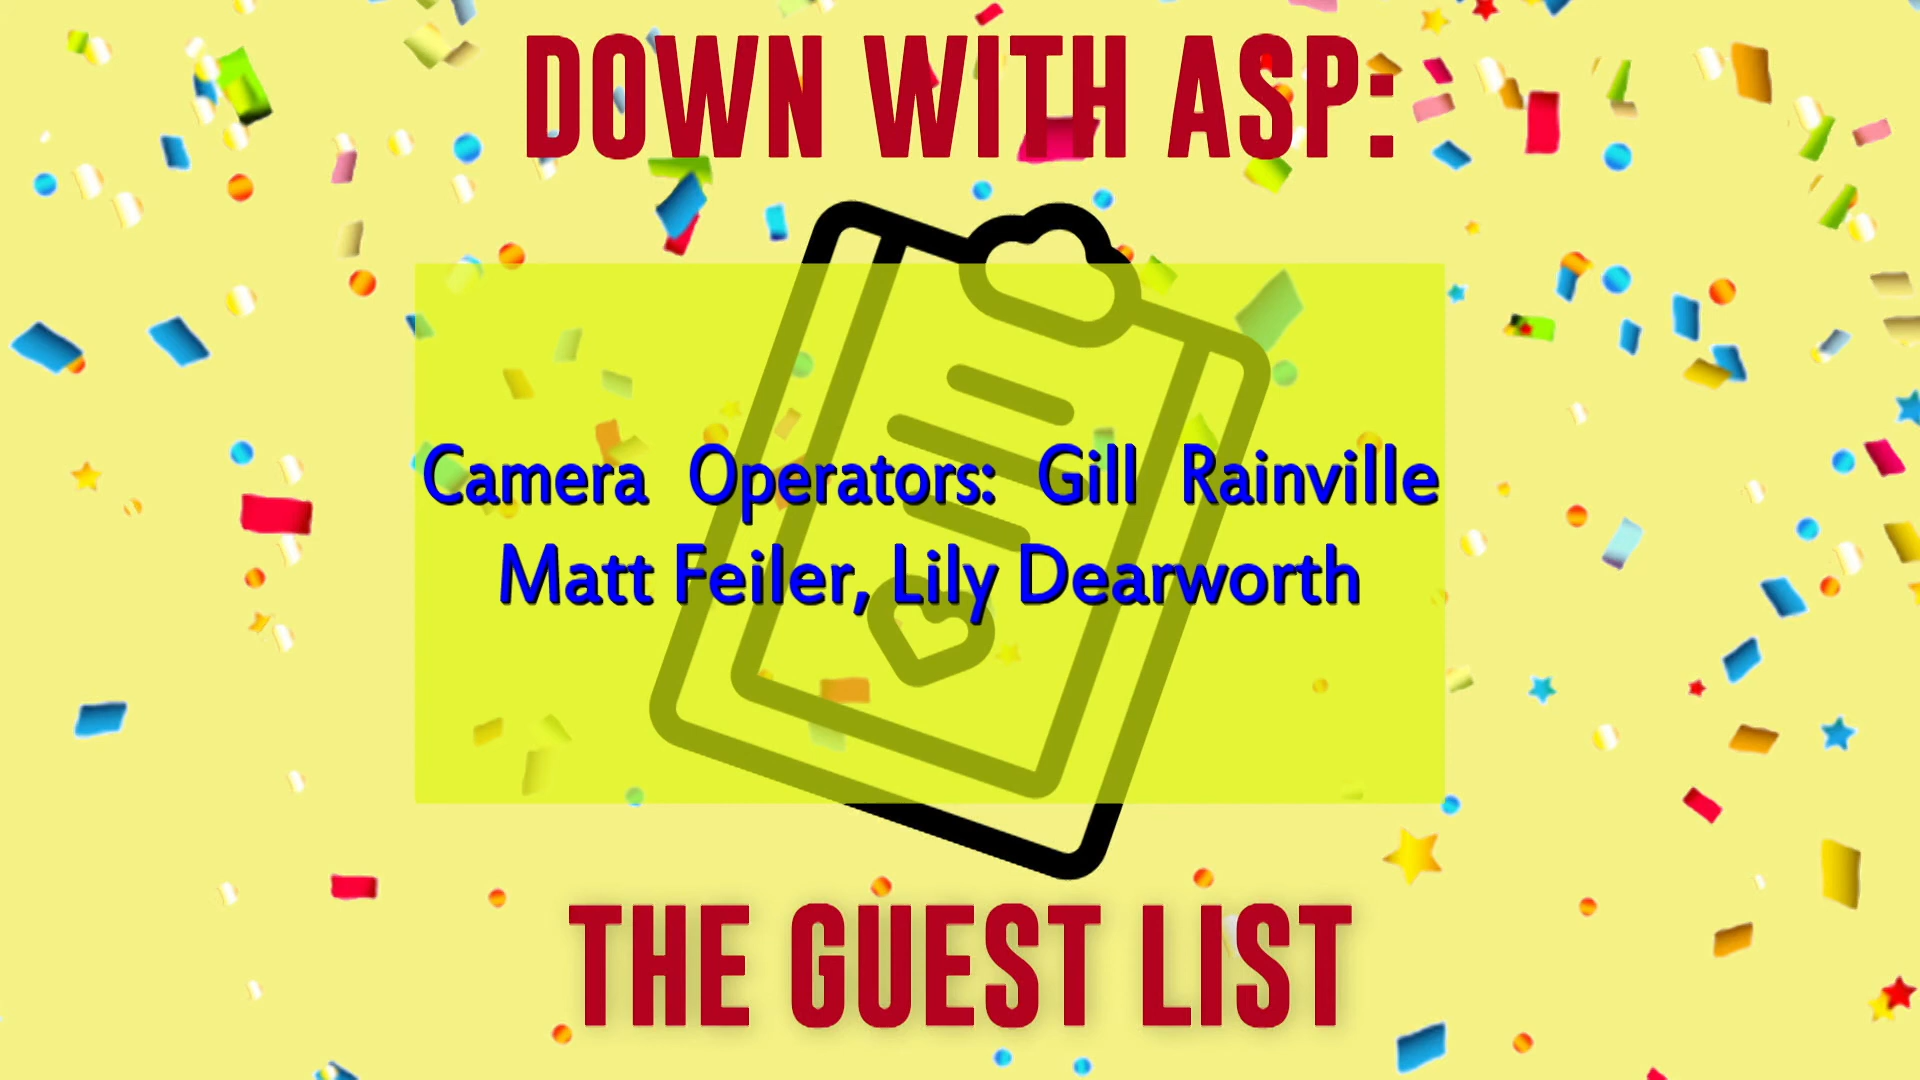 DOWN WITH ASP:
Camera Operators: Gill Rainville
Matt Feiler, Lily Dearworth
THE GUEST LIST